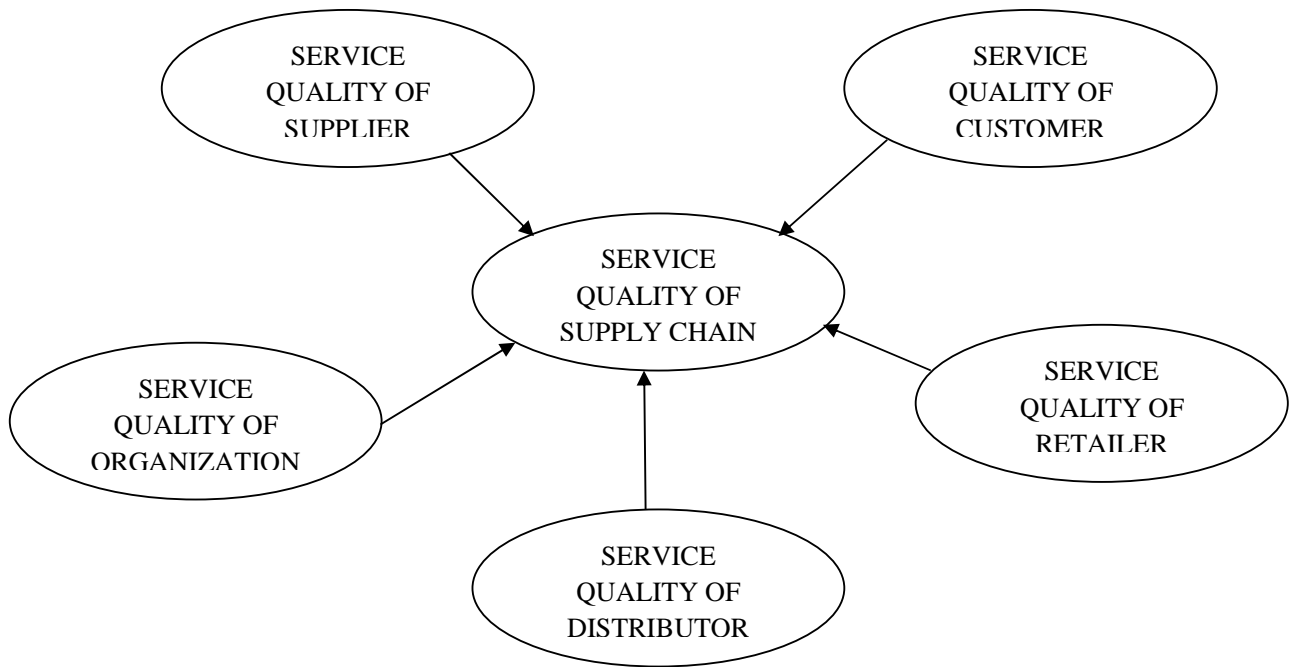 SERVICE
QUALITY OF
SUPPLIER
SERVICE
QUALITY OF
CUSTOMER
SERVICE
QUALITY OF
SUPPLY CHAIN
SERVICE
QUALITY OF
ORGANIZATION
SERVICE
QUALITY OF
RETAILER
SERVICE
QUALITY OF
DISTRIBUTOR